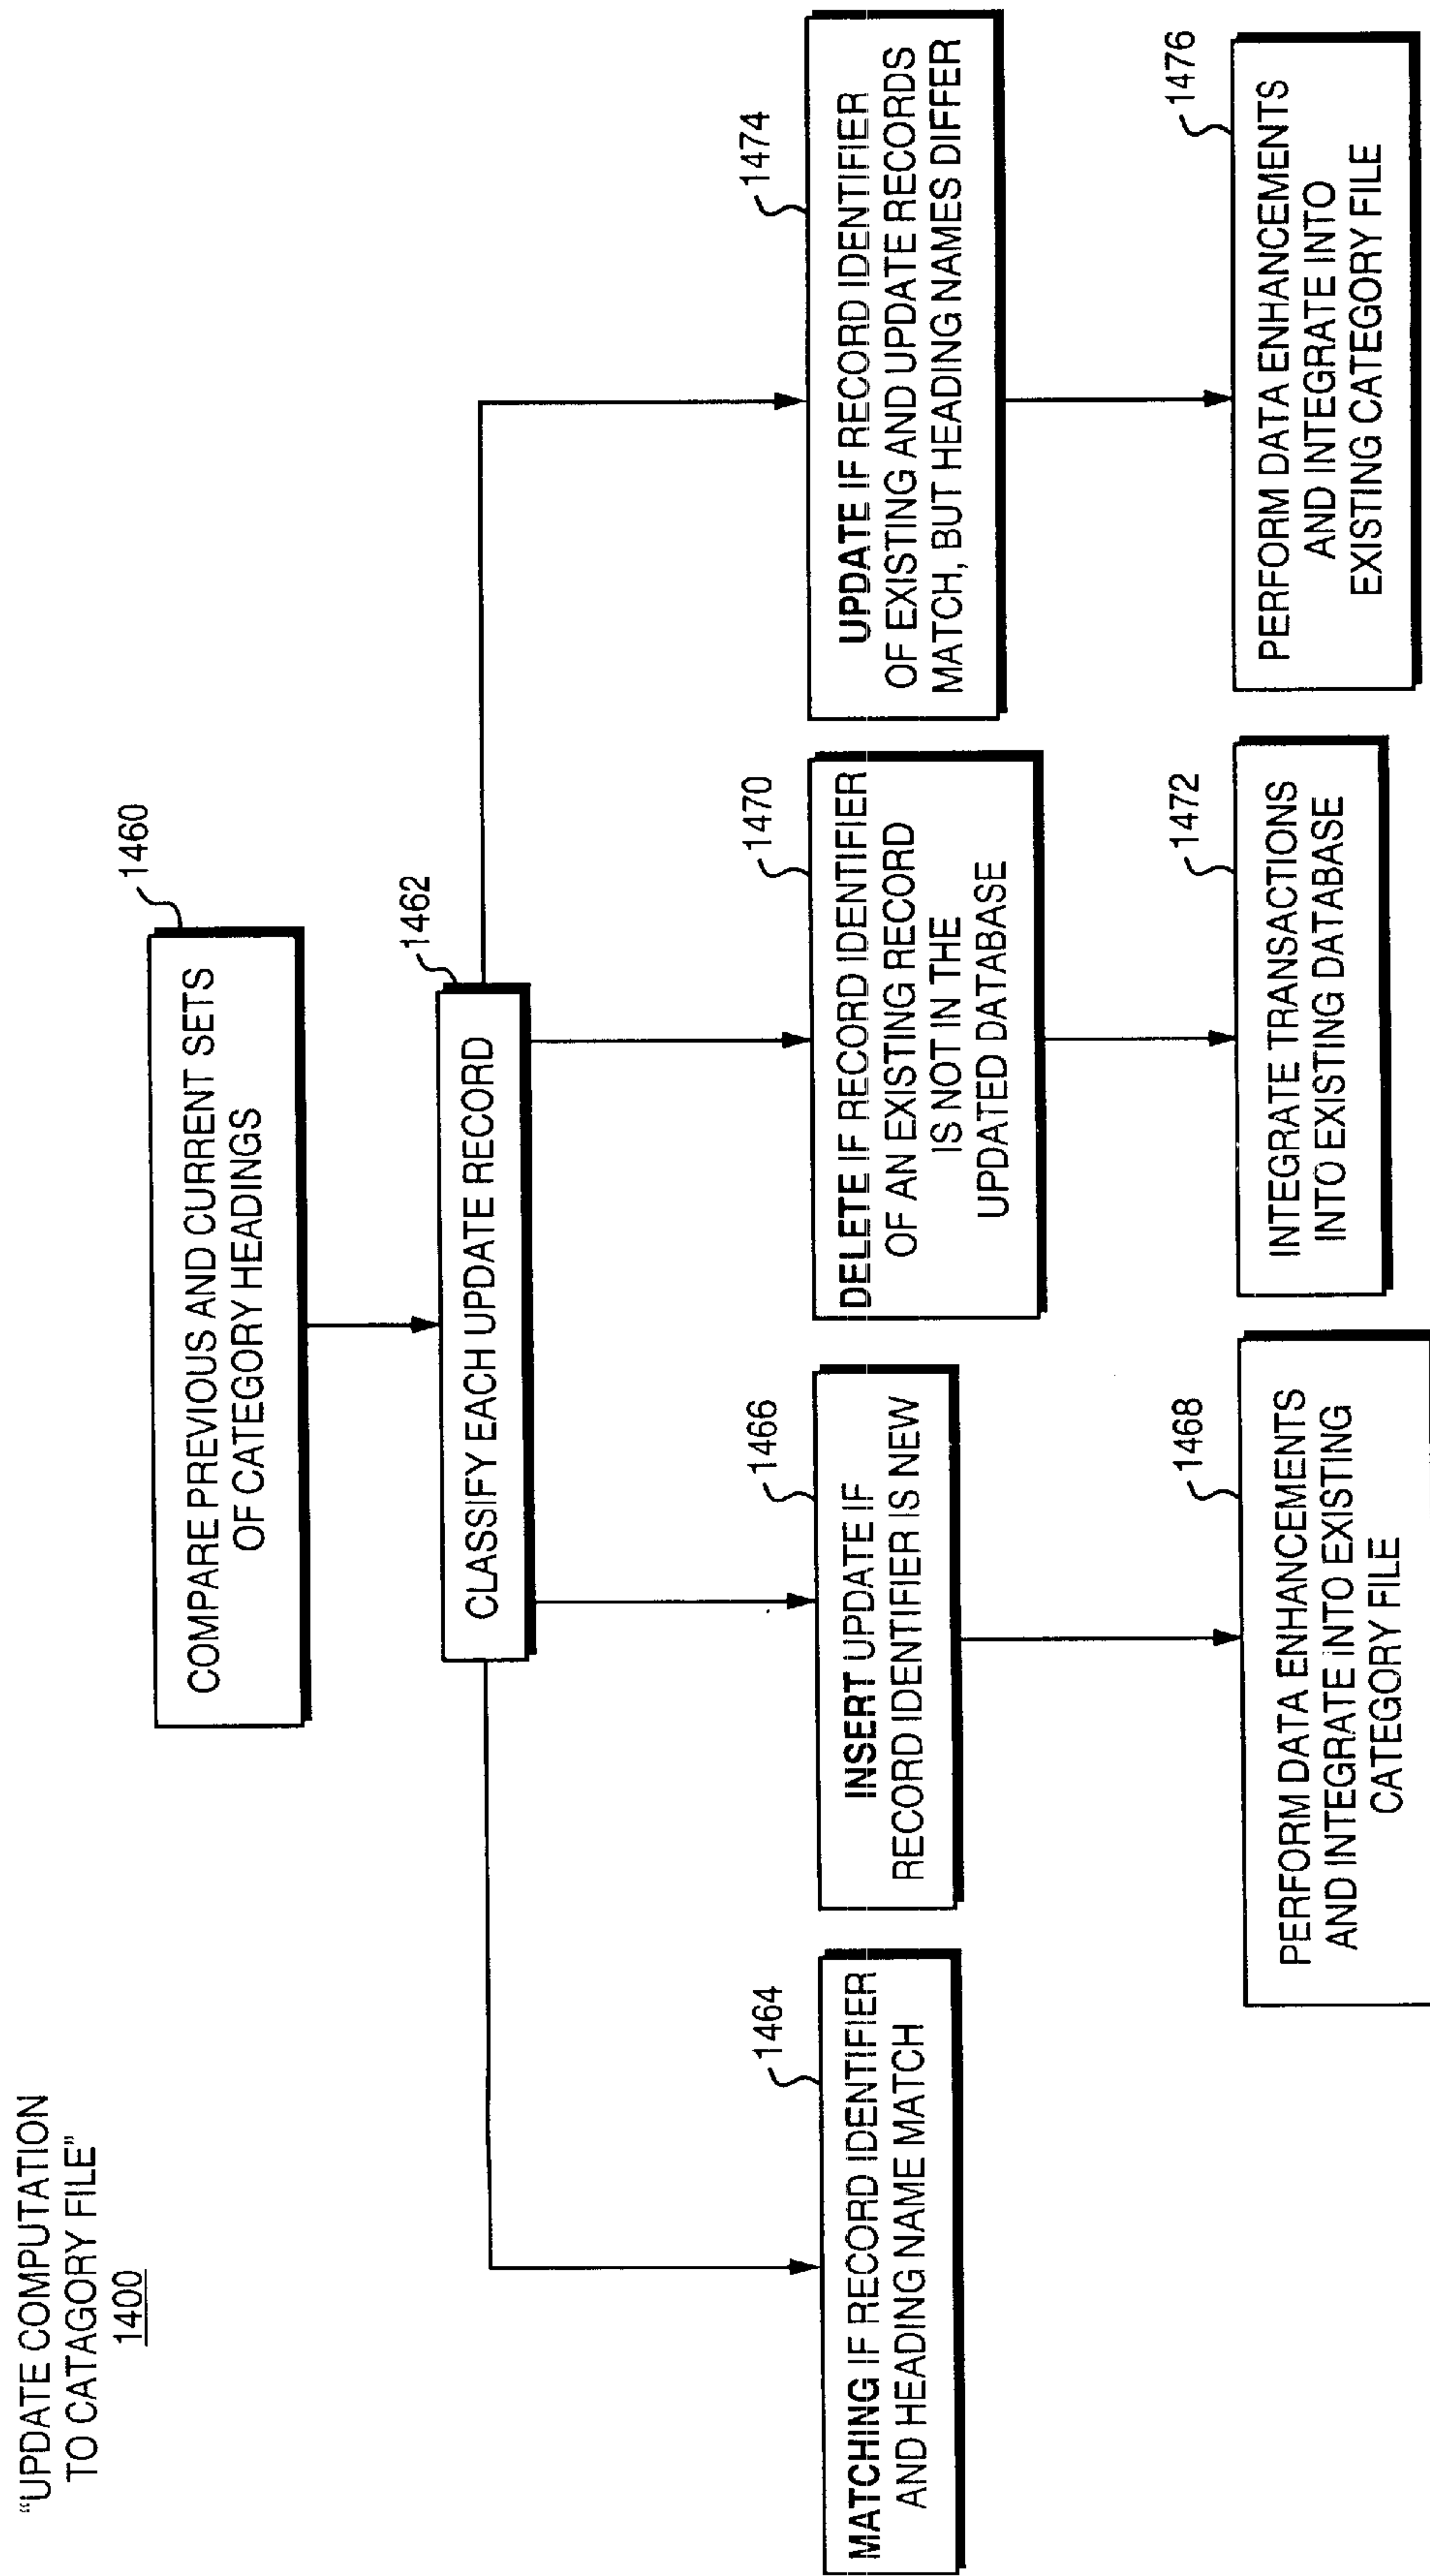 "UPDATE COMPUTATION
TO CATAGORY FILE"
1400
1460
COMPARE PREVIOUS AND CURRENT SETS
OF CATEGORY HEADINGS
1462
CLASSIFY EACH UPDATE RECORD
1464
MATCHING IF RECORD IDENTIFIER
AND HEADING NAME MATCH
1466
INSERT UPDATE IF
RECORD IDENTIFIER IS NEW
1470
DELETE IF RECORD IDENTIFIER
OF AN EXISTING RECORD
IS NOT IN THE
UPDATED DATABASE
1474
UPDATE IF RECORD IDENTIFIER
OF EXISTING AND UPDATE RECORDS
MATCH, BUT HEADING NAMES DIFFER
1468
PERFORM DATA ENHANCEMENTS
AND INTEGRATE INTO EXISTING
CATEGORY FILE
1472
INTEGRATE TRANSACTIONS
INTO EXISTING DATABASE
1476
PERFORM DATA ENHANCEMENTS
AND INTEGRATE INTO
EXISTING CATEGORY FILE